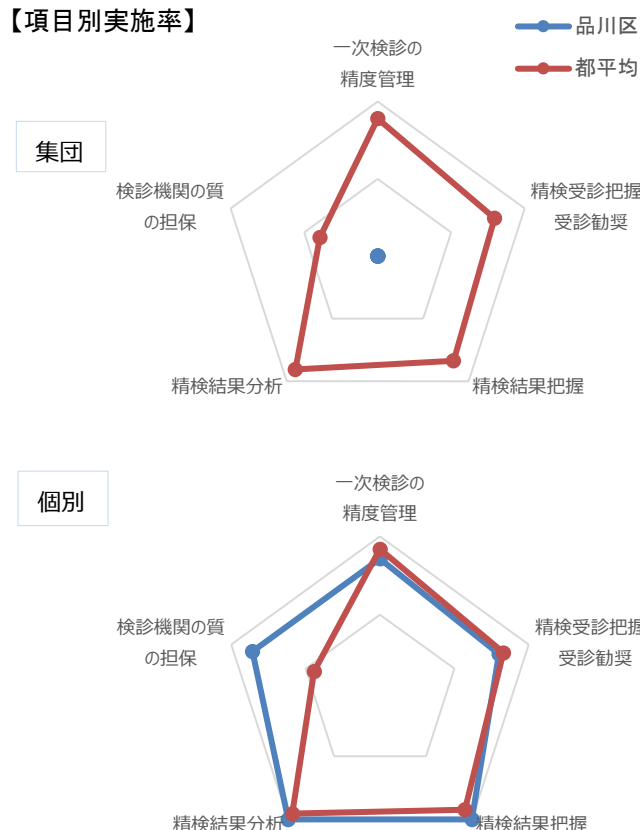 【項目別実施率】
品川区
都平均
集団
一次検診の
精度管理
精検受診把握
受診勧奨
精検結果把握
精検結果分析
検診機関の質
の担保
個別
一次検診の
精度管理
精検受診把握
受診勧奨
精検結果把握
精検結果分析
検診機関の質
の担保